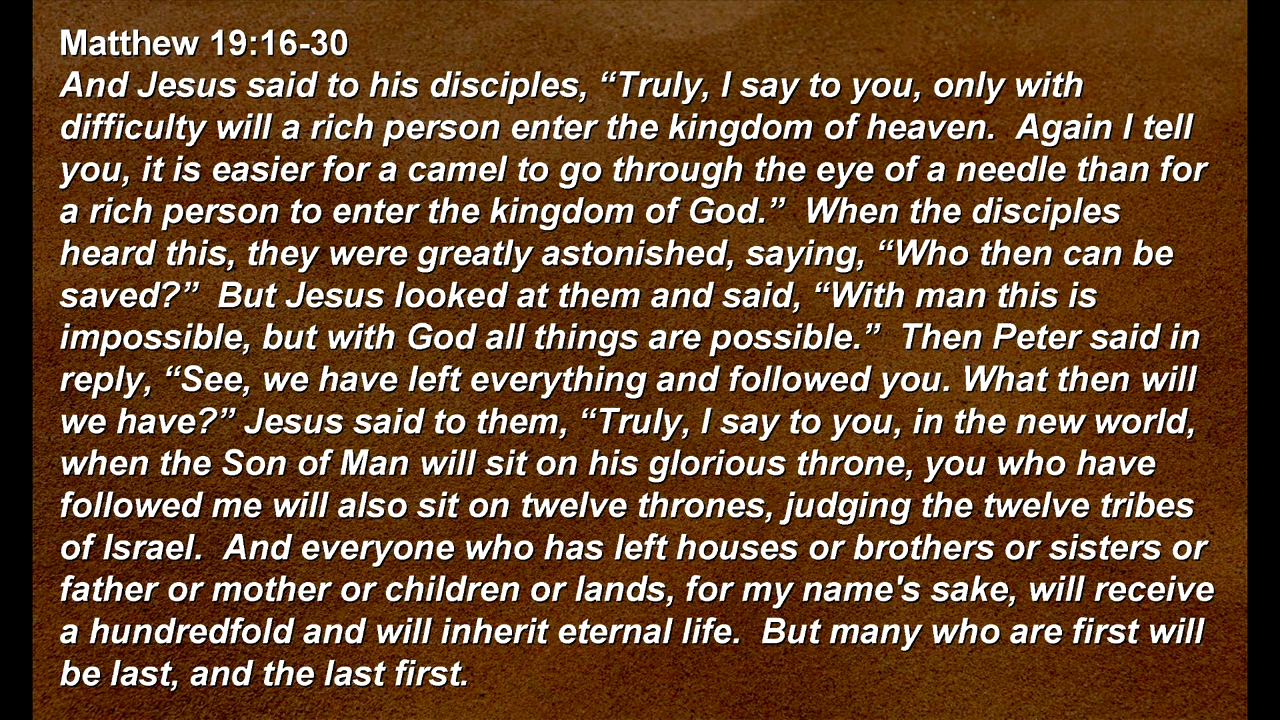 Matthew 19:16-30
And Jesus said to his disciples, “Truly, I say to you, only with
difficulty will a rich person enter the kingdom of heaven.  Again I tell
you, it is easier for a camel to go through the eye of a needle than for
a rich person to enter the kingdom of God.”  When the disciples
heard this, they were greatly astonished, saying, “Who then can be
saved?”  But Jesus looked at them and said, “With man this is
impossible, but with God all things are possible.”  Then Peter said in
reply, “See, we have left everything and followed you. What then will
we have?” Jesus said to them, “Truly, I say to you, in the new world,
when the Son of Man will sit on his glorious throne, you who have
followed me will also sit on twelve thrones, judging the twelve tribes
of Israel.  And everyone who has left houses or brothers or sisters or
father or mother or children or lands, for my name's sake, will receive
a hundredfold and will inherit eternal life.  But many who are first will
be last, and the last first.